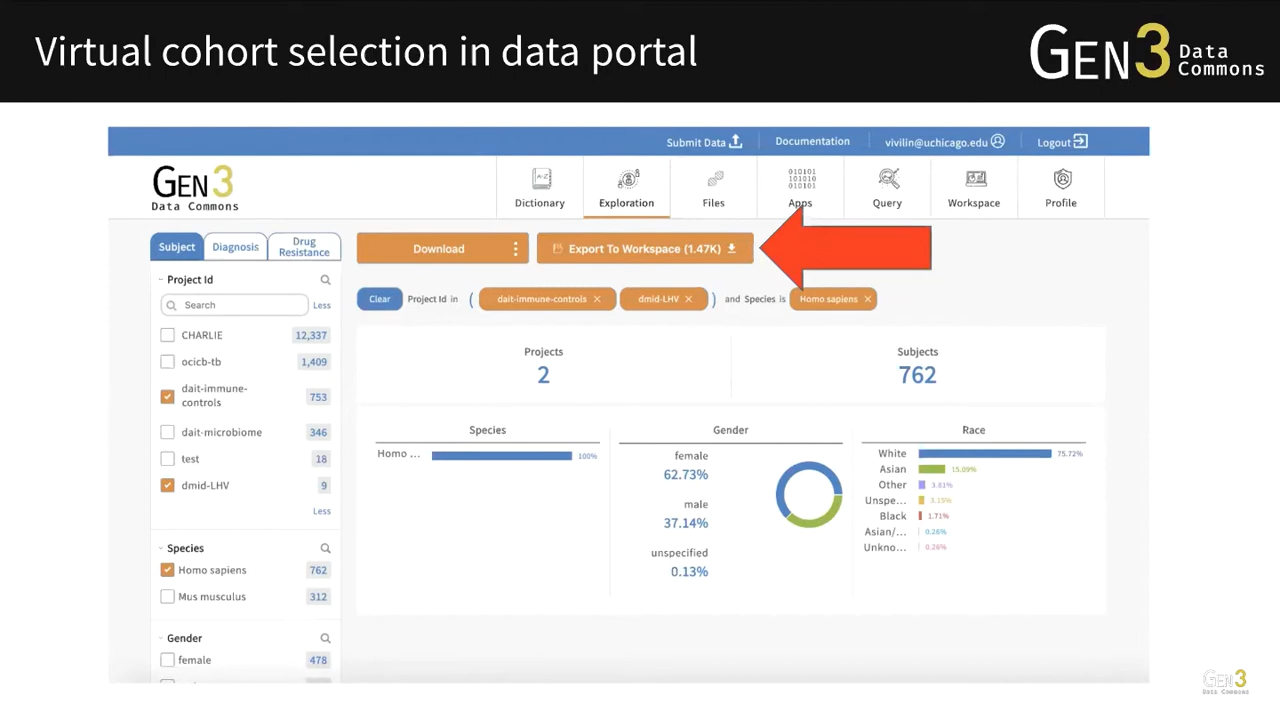 Virtual cohort selection in data portal
GEN3 Data Commons
Submit Data
Documentation
vivilin@uchicago.edu
Logout
GEN3
Data Commons
A-Z
Dictionary
Exploration
Files
010101
101010
010101
Apps
Query
Workspace
Profile
Subject
Diagnosis
Drug Resistance
Download
Export To Workspace (1.47K)
Clear Project Id in ( dait-immune-controls × dmid-LHV × ) and Species is Homo sapiens ×
Project Id
Search
Less
CHARLIE 12,337
ocicb-tb 1,409
dait-immune-
controls 753
dait-microbiome 346
test 18
dmid-LHV 9
Less
Species
Homo sapiens 762
Mus musculus 312
Gender
female 478
Projects
2
Subjects
762
Species
Homo ... 100%
Gender
female
62.73%
male
37.14%
unspecified
0.13%
Race
White 75.72%
Asian 15.09%
Other 3.81%
Unspe... 3.15%
Black 1.71%
Asian/... 0.26%
Unkno... 0.26%
GEN3
Data Commons